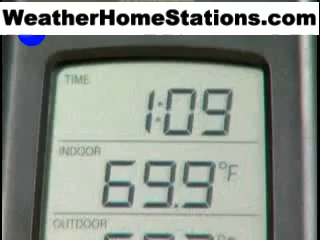 WeatherHomeStations.com
TIME
1:09
INDOOR
69.9°F
OUTDOOR